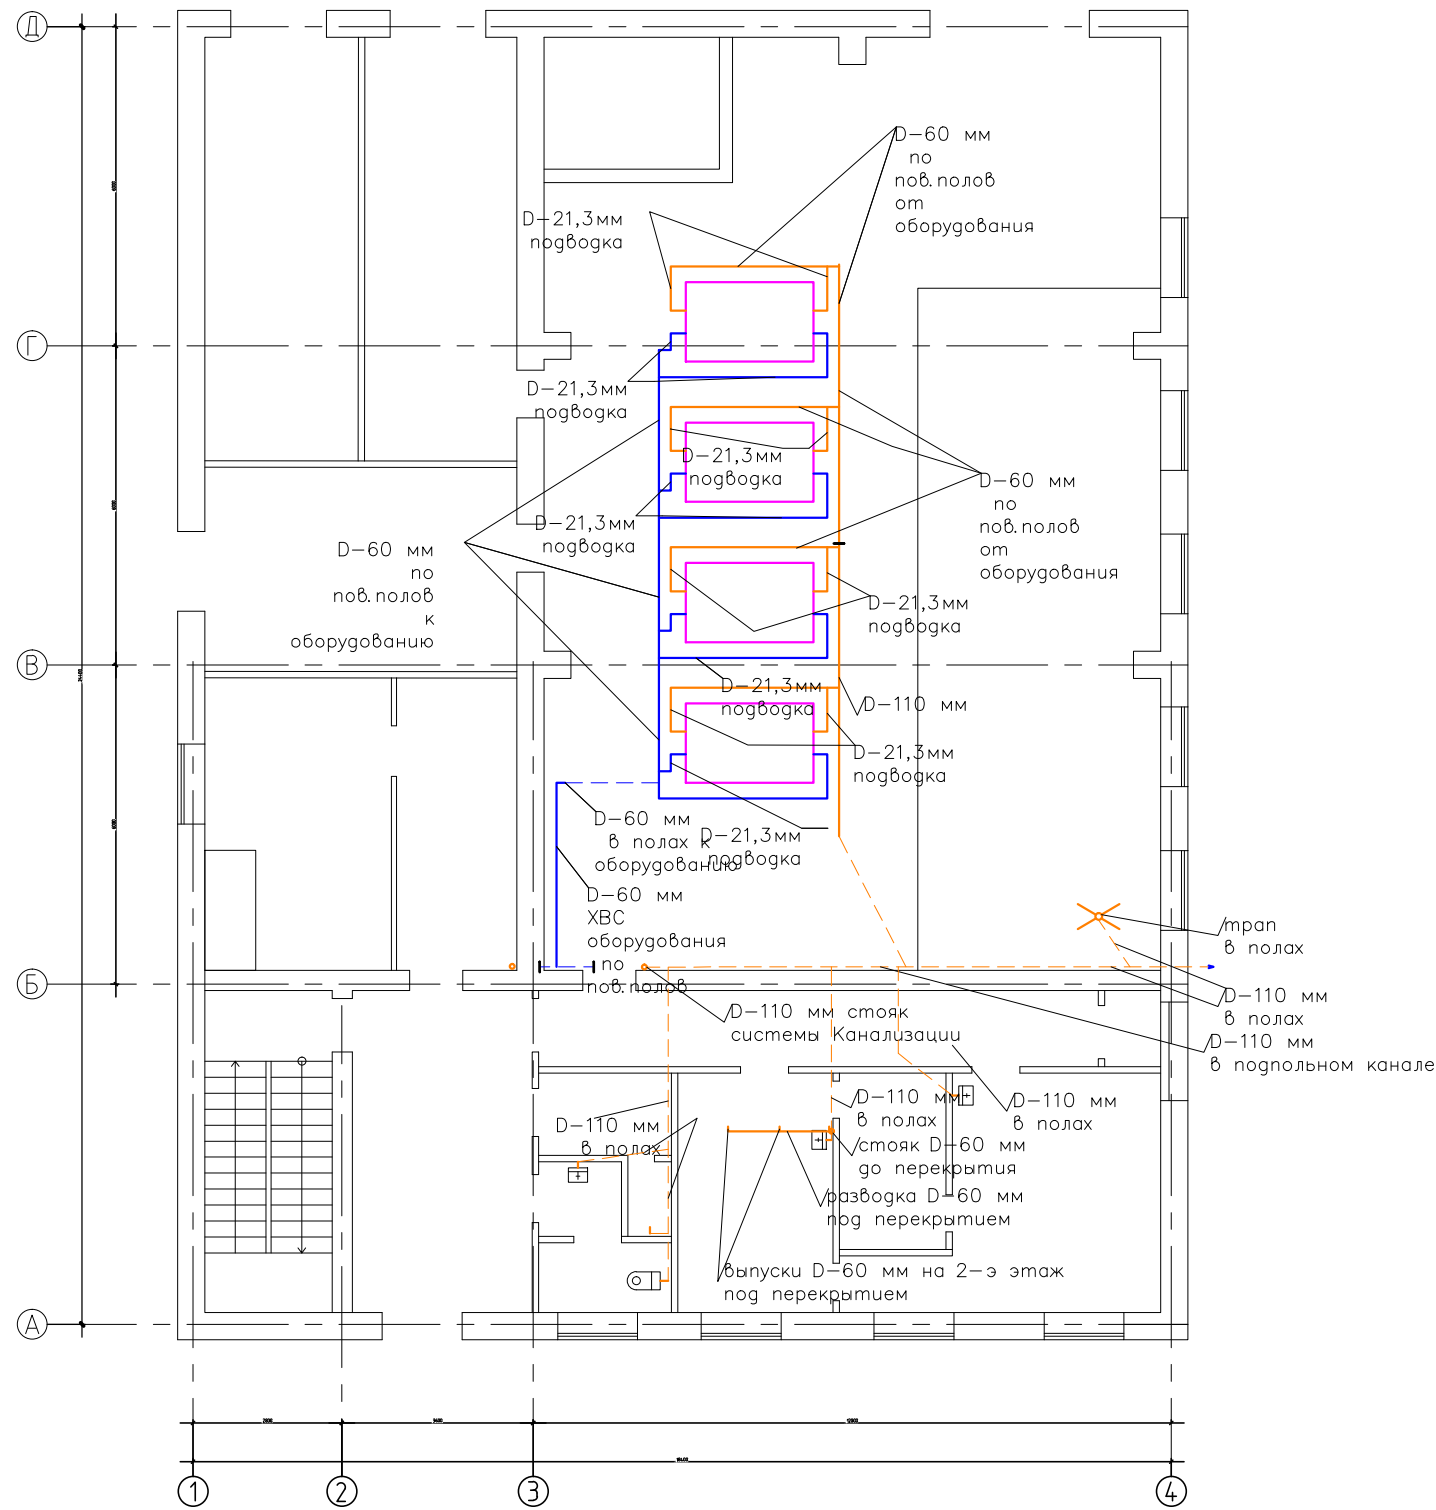 Д
D-60 мм
по
пов.полов
от
оборудования
D-21,3мм
подводка
Г
D-21,3мм
подводка
D-21,3мм
подводка
D-60 мм
по
пов.полов
от
оборудования
D-21,3мм
подводка
D-60 мм
по
пов.полов
к
оборудованию
D-21,3мм
подводка
В
D-21,3мм
подводка
D-110 мм
D-21,3мм
подводка
D-60 мм
в полах к
оборудованию
D-21,3мм
подводка
D-60 мм
ХВС
оборудования
по
пов.полов
трап
в полах
Б
D-110 мм
в полах
D-110 мм стояк
системы Канализации
D-110 мм
в подпольном канале
D-110 мм
в полах
D-110 мм
в полах
D-110 мм
в полах
стояк D-60 мм
до перекрытия
разводка D-60 мм
под перекрытием
выпуски D-60 мм на 2-э этаж
под перекрытием
А
1
2
3
4